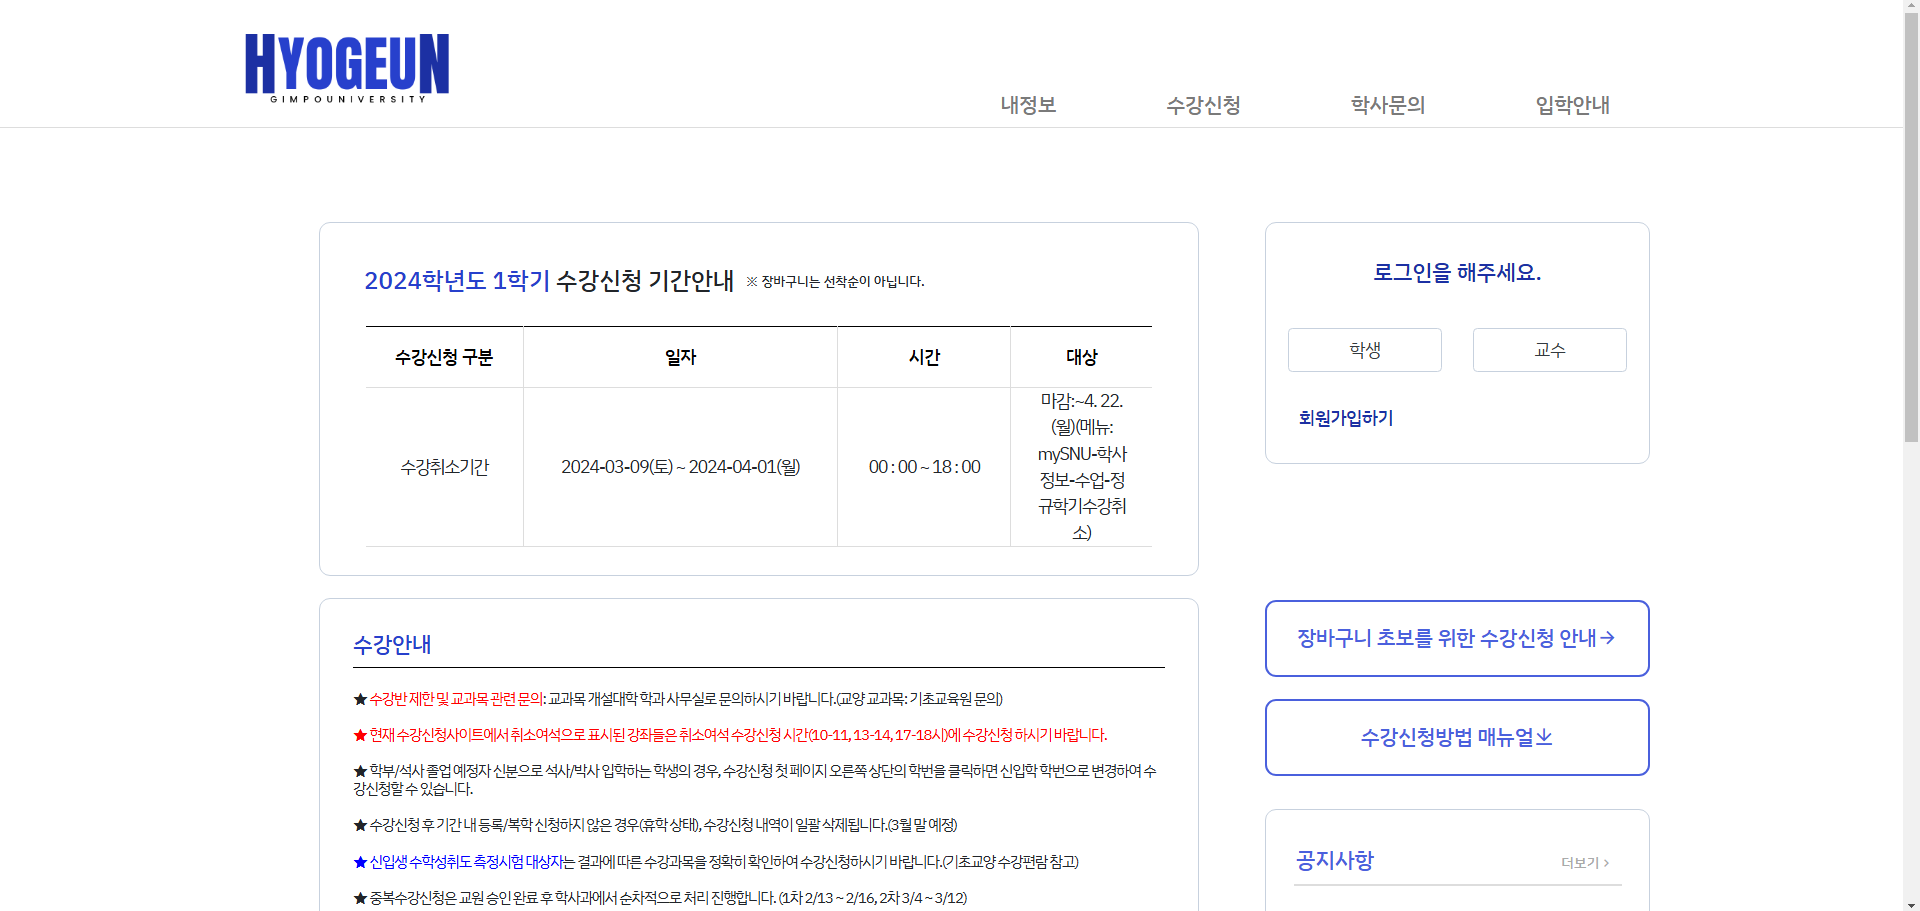 HYOGEUN
GIMPOUNIVERSITY
내정보
수강신청
학사문의
입학안내
2024학년도 1학기 수강신청 기간안내 ※ 장바구니는 선착순이 아닙니다.
수강신청 구분
일자
시간
대상
수강취소기간
2024-03-09(토) ~ 2024-04-01(월)
00 : 00 ~ 18 : 00
마감:~4. 22.
(월)(메뉴:
mySNU-학사
정보-수업-정
규학기수강취
소)
로그인을 해주세요.
학생
교수
회원가입하기
수강안내
★ 수강반 제한 및 교과목 관련 문의: 교과목 개설대학 학과 사무실로 문의하시기 바랍니다.(교양 교과목: 기초교육원 문의)
★ 현재 수강신청사이트에서 취소여석으로 표시된 강좌들은 취소여석 수강신청 시간(10-11, 13-14, 17-18시)에 수강신청 하시기 바랍니다.
★ 학부/석사 졸업 예정자 신분으로 석사/박사 입학하는 학생의 경우, 수강신청 첫 페이지 오른쪽 상단의 학번을 클릭하면 신입학 학번으로 변경하여 수
강신청할 수 있습니다.
★ 수강신청 후 기간 내 등록/복학 신청하지 않은 경우(휴학 상태), 수강신청 내역이 일괄 삭제됩니다.(3월 말 예정)
★ 신입생 수학성취도 측정시험 대상자는 결과에 따른 수강과목을 정확히 확인하여 수강신청하시기 바랍니다.(기초교양 수강편람 참고)
★ 중복수강신청은 교원 승인 완료 후 학사과에서 순차적으로 처리 진행합니다. (1차 2/13 ~ 2/16, 2차 3/4 ~ 3/12)
장바구니 초보를 위한 수강신청 안내→
수강신청방법 매뉴얼
공지사항
더보기 >